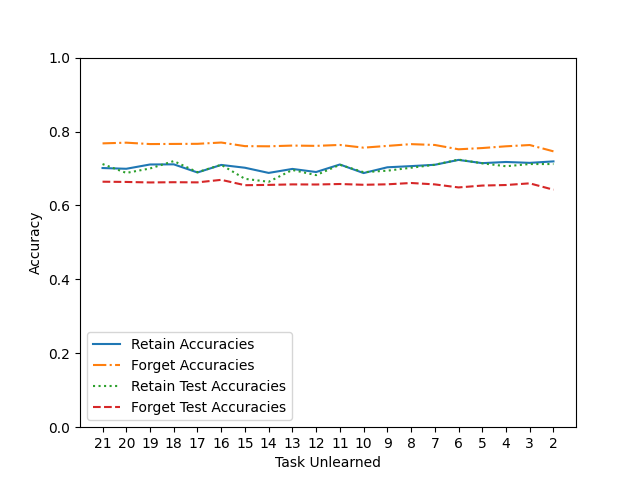 1.0
0.8
0.6
0.4
0.2
0.0
Accuracy
Retain Accuracies
Forget Accuracies
Retain Test Accuracies
Forget Test Accuracies
21 20 19 18 17 16 15 14 13 12 11 10 9 8 7 6 5 4 3 2
Task Unlearned